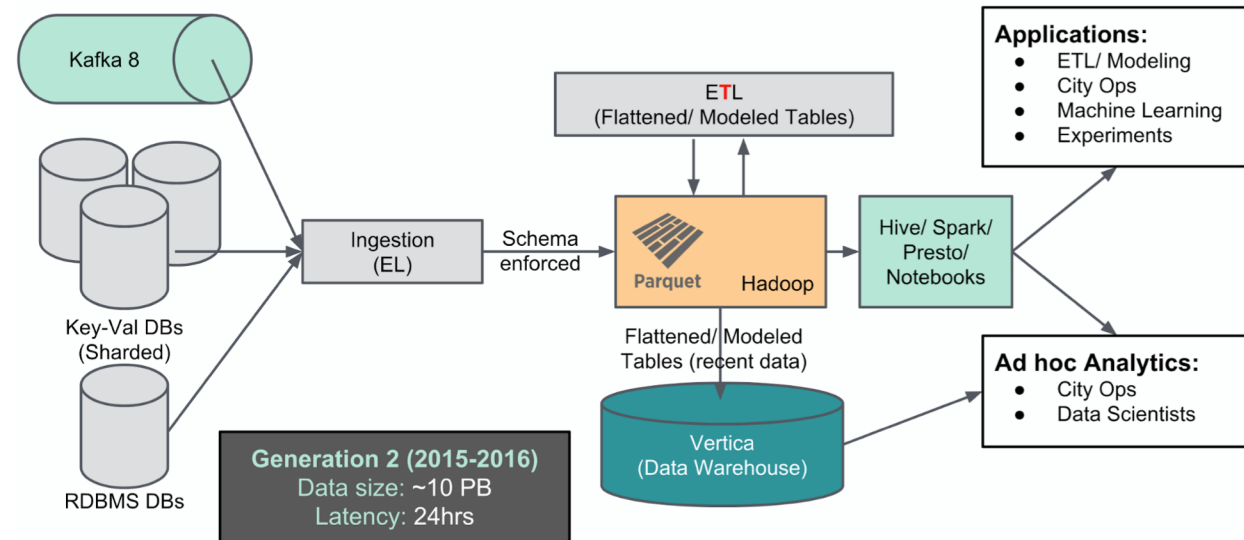 Kafka 8
Key-Val DBs
(Sharded)
RDBMS DBs
Ingestion
(EL)
Schema
enforced
ETL
(Flattened/ Modeled Tables)
Parquet
Hadoop
Flattened/ Modeled
Tables (recent data)
Vertica
(Data Warehouse)
Hive/ Spark/
Presto/
Notebooks
Applications:
● ETL/ Modeling
● City Ops
● Machine Learning
● Experiments
Ad hoc Analytics:
● City Ops
● Data Scientists
Generation 2 (2015-2016)
Data size: ~10 PB
Latency: 24hrs